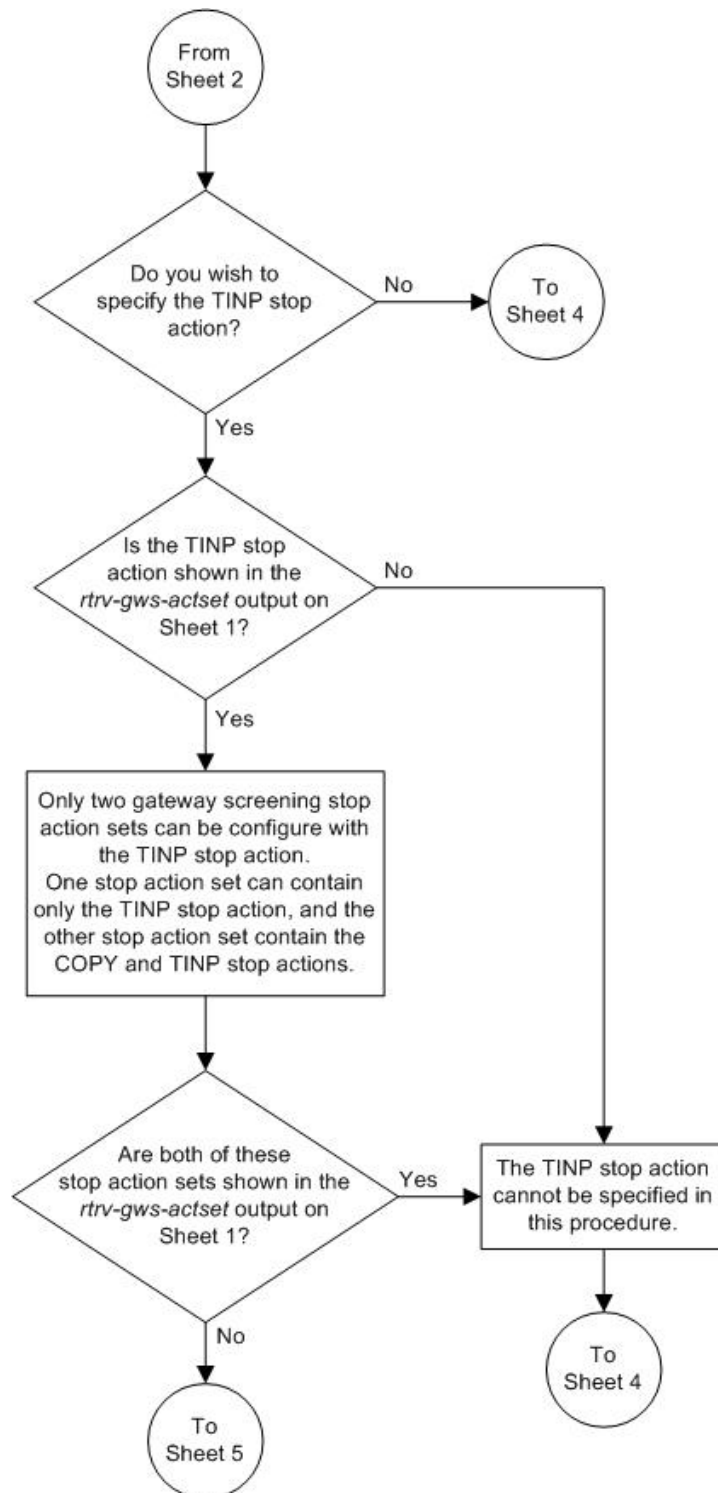 From
Sheet 2
Do you wish to
specify the TINP stop
action?
No
To
Sheet 4
Yes
Is the TINP stop
action shown in the
rtrv-gws-actset output on
Sheet 1?
No
Yes
Only two gateway screening stop
action sets can be configure with
the TINP stop action.
One stop action set can contain
only the TINP stop action, and the
other stop action set contain the
COPY and TINP stop actions.
Are both of these
stop action sets shown in the
rtrv-gws-actset output on
Sheet 1?
Yes
The TINP stop action
cannot be specified in
this procedure.
No
To
Sheet 4
To
Sheet 5